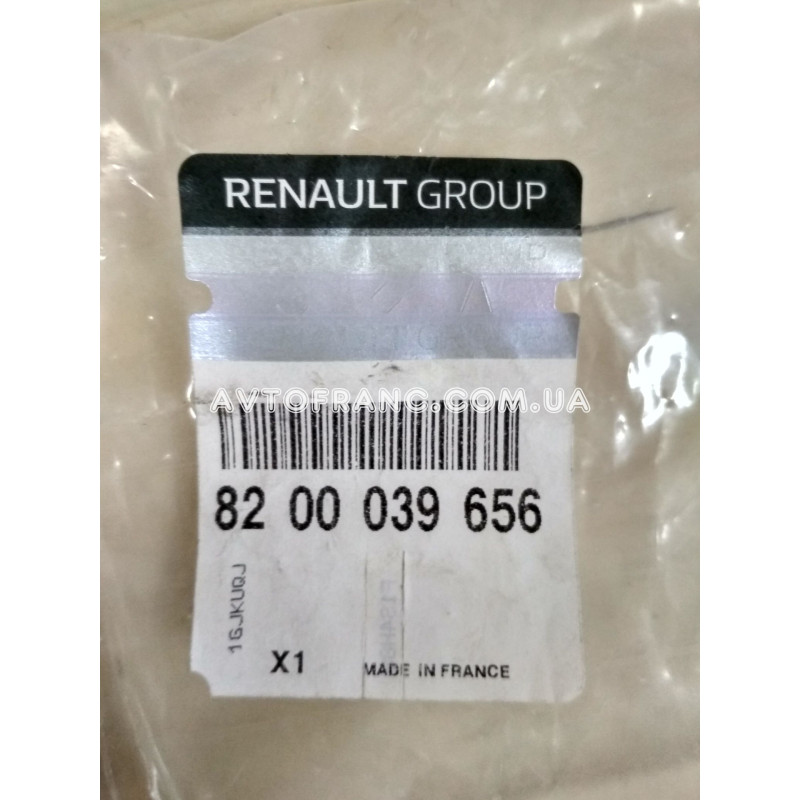 RENAULT GROUP
AVTOFRANC.COM.UA
82 00 039 656
1GJKUQJ
X1
MADE IN FRANCE